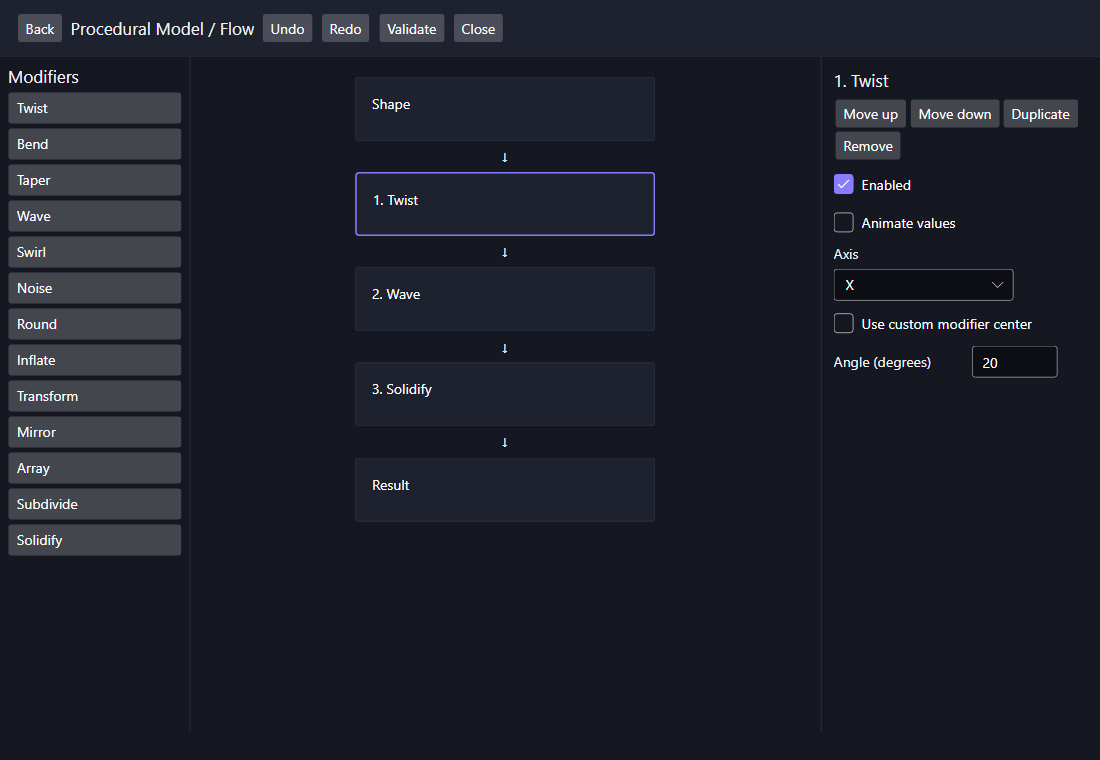 Back Procedural Model / Flow Undo Redo Validate Close
Modifiers
Twist
Bend
Taper
Wave
Swirl
Noise
Round
Inflate
Transform
Mirror
Array
Subdivide
Solidify
Shape
↓
1. Twist
↓
2. Wave
↓
3. Solidify
↓
Result
1. Twist
Move up Move down Duplicate
Remove
Enabled
Animate values
Axis
X
Use custom modifier center
Angle (degrees) 20